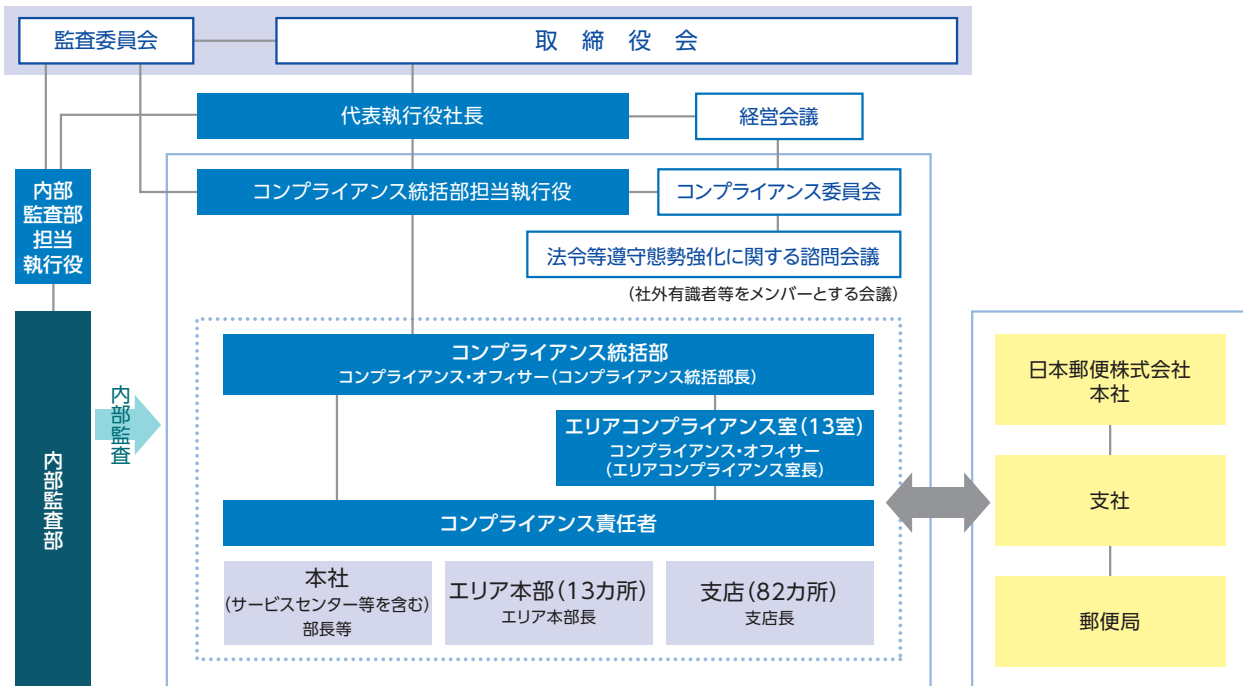 監査委員会
取締役会
代表執行役社長
経営会議
内部
監査部
担当
執行役
コンプライアンス統括部担当執行役
コンプライアンス委員会
法令等遵守態勢強化に関する諮問会議
(社外有識者等をメンバーとする会議)
内部監査部
内部監査
コンプライアンス統括部
コンプライアンス・オフィサー(コンプライアンス統括部長)
エリアコンプライアンス室(13室)
コンプライアンス・オフィサー
(エリアコンプライアンス室長)
コンプライアンス責任者
本社
(サービスセンター等を含む)
部長等
エリア本部(13カ所)
エリア本部長
支店(82カ所)
支店長
日本郵便株式会社
本社
支社
郵便局